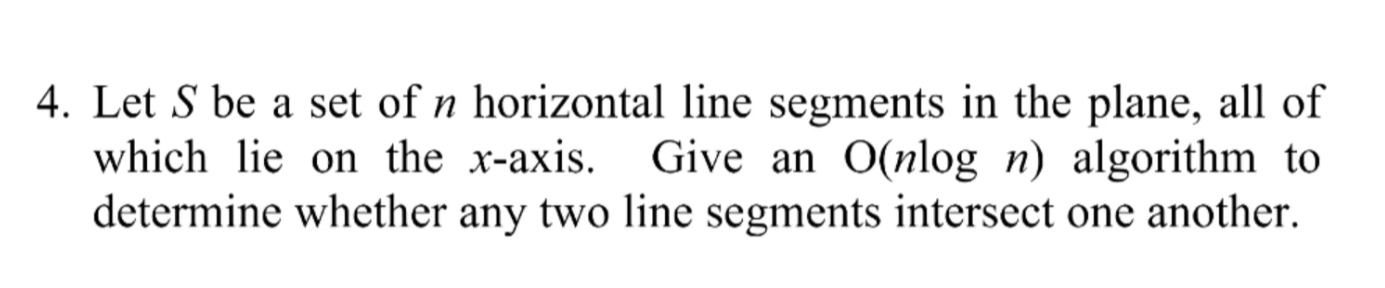 4. Let S be a set of n horizontal line segments in the plane, all of
which lie on the x-axis. Give an O(nlog n) algorithm to
determine whether any two line segments intersect one another.